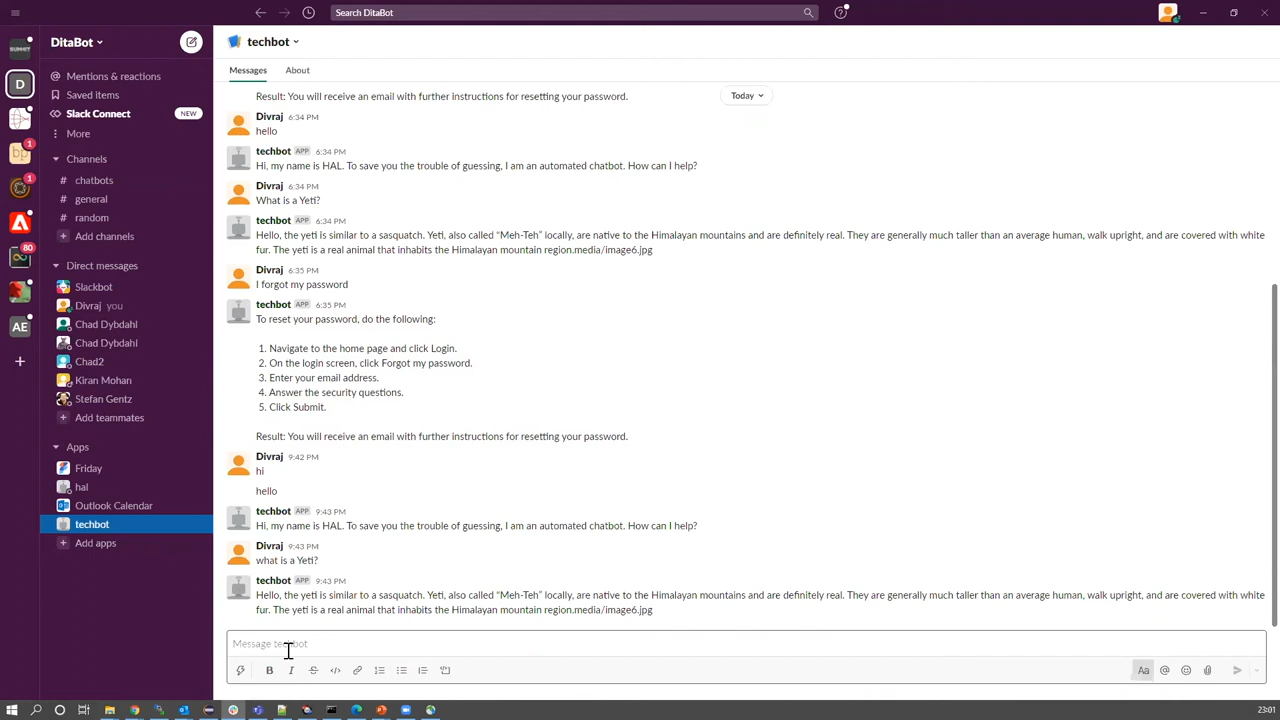 Search DitaBot
SUMMIT
D
bp
1
1
80
AE
DitaBot
Mentions & reactions
Saved items
Slack Connect NEW
More
Channels
# chatbots
# general
# random
+ Add channels
Direct messages
Slackbot
Divraj you
Chad Dybdahl
Chad Dybdahl
Chad2
Kiran Mohan
Stefan Gentz
+ Add teammates
Apps
Friday
hal
Outlook Calendar
techbot
+ Add apps
techbot
Messages About
Today
Result: You will receive an email with further instructions for resetting your password.
Divraj 6:34 PM
hello
techbot APP 6:34 PM
Hi, my name is HAL. To save you the trouble of guessing, I am an automated chatbot. How can I help?
Divraj 6:34 PM
What is a Yeti?
techbot APP 6:34 PM
Hello, the yeti is similar to a sasquatch. Yeti, also called “Meh-Teh” locally, are native to the Himalayan mountains and are definitely real. They are generally much taller than an average human, walk upright, and are covered with white
fur. The yeti is a real animal that inhabits the Himalayan mountain region.media/image6.jpg
Divraj 6:35 PM
I forgot my password
techbot APP 6:35 PM
To reset your password, do the following:
1. Navigate to the home page and click Login.
2. On the login screen, click Forgot my password.
3. Enter your email address.
4. Answer the security questions.
5. Click Submit.
Result: You will receive an email with further instructions for resetting your password.
Divraj 9:42 PM
hi
hello
techbot APP 9:43 PM
Hi, my name is HAL. To save you the trouble of guessing, I am an automated chatbot. How can I help?
Divraj 9:43 PM
what is a Yeti?
techbot APP 9:43 PM
Hello, the yeti is similar to a sasquatch. Yeti, also called “Meh-Teh” locally, are native to the Himalayan mountains and are definitely real. They are generally much taller than an average human, walk upright, and are covered with white
fur. The yeti is a real animal that inhabits the Himalayan mountain region.media/image6.jpg
Message techbot
B I S Aa @
23:01